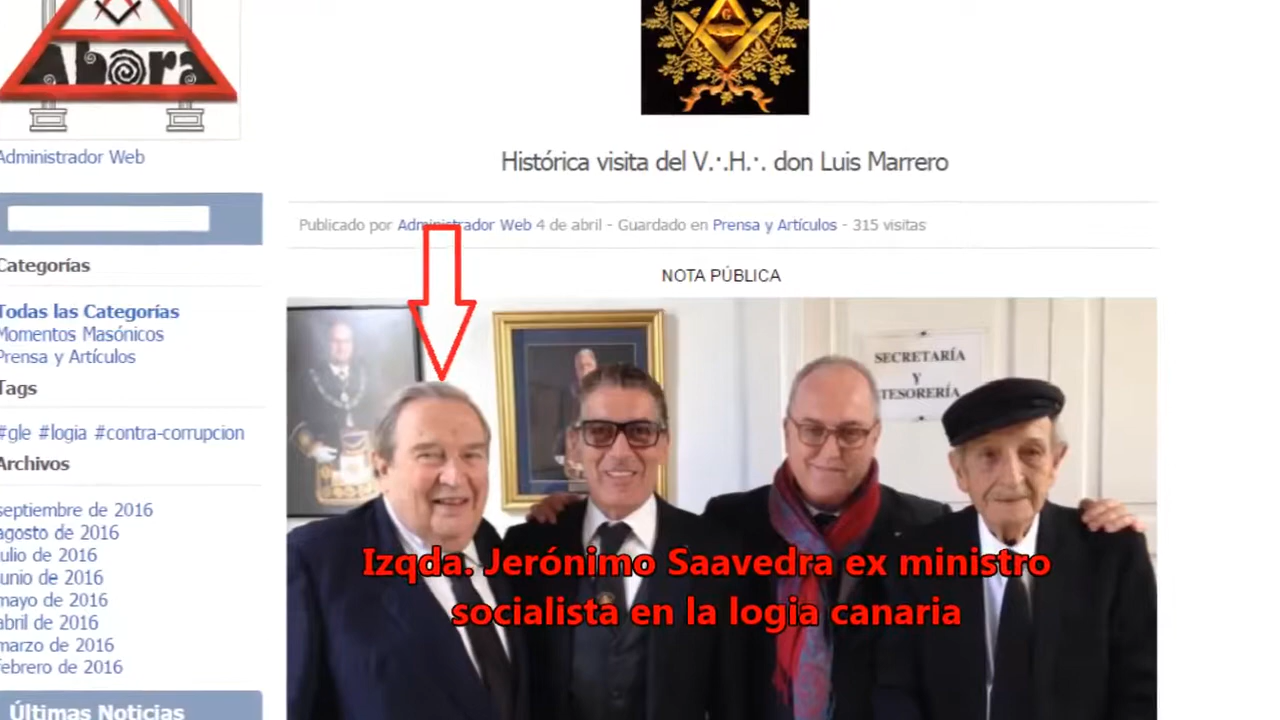 Ahora
G
Administrador Web
Histórica visita del V.·.H.·. don Luis Marrero
Publicado por Administrador Web 4 de abril - Guardado en Prensa y Artículos - 315 visitas
Categorías
NOTA PÚBLICA
Todas las Categorías
Momentos Masónicos
Prensa y Artículos
Tags
#gle #logia #contra-corrupcion
Archivos
septiembre de 2016
agosto de 2016
julio de 2016
junio de 2016
mayo de 2016
abril de 2016
marzo de 2016
febrero de 2016
Últimas Noticias
SECRETARÍA
Y
TESORERÍA
Izqda. Jerónimo Saavedra ex ministro
socialista en la logia canaria